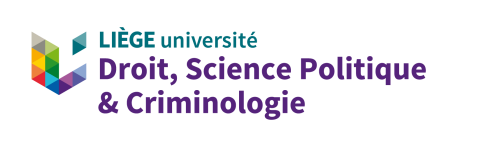 LIÈGE université
Droit, Science Politique
& Criminologie